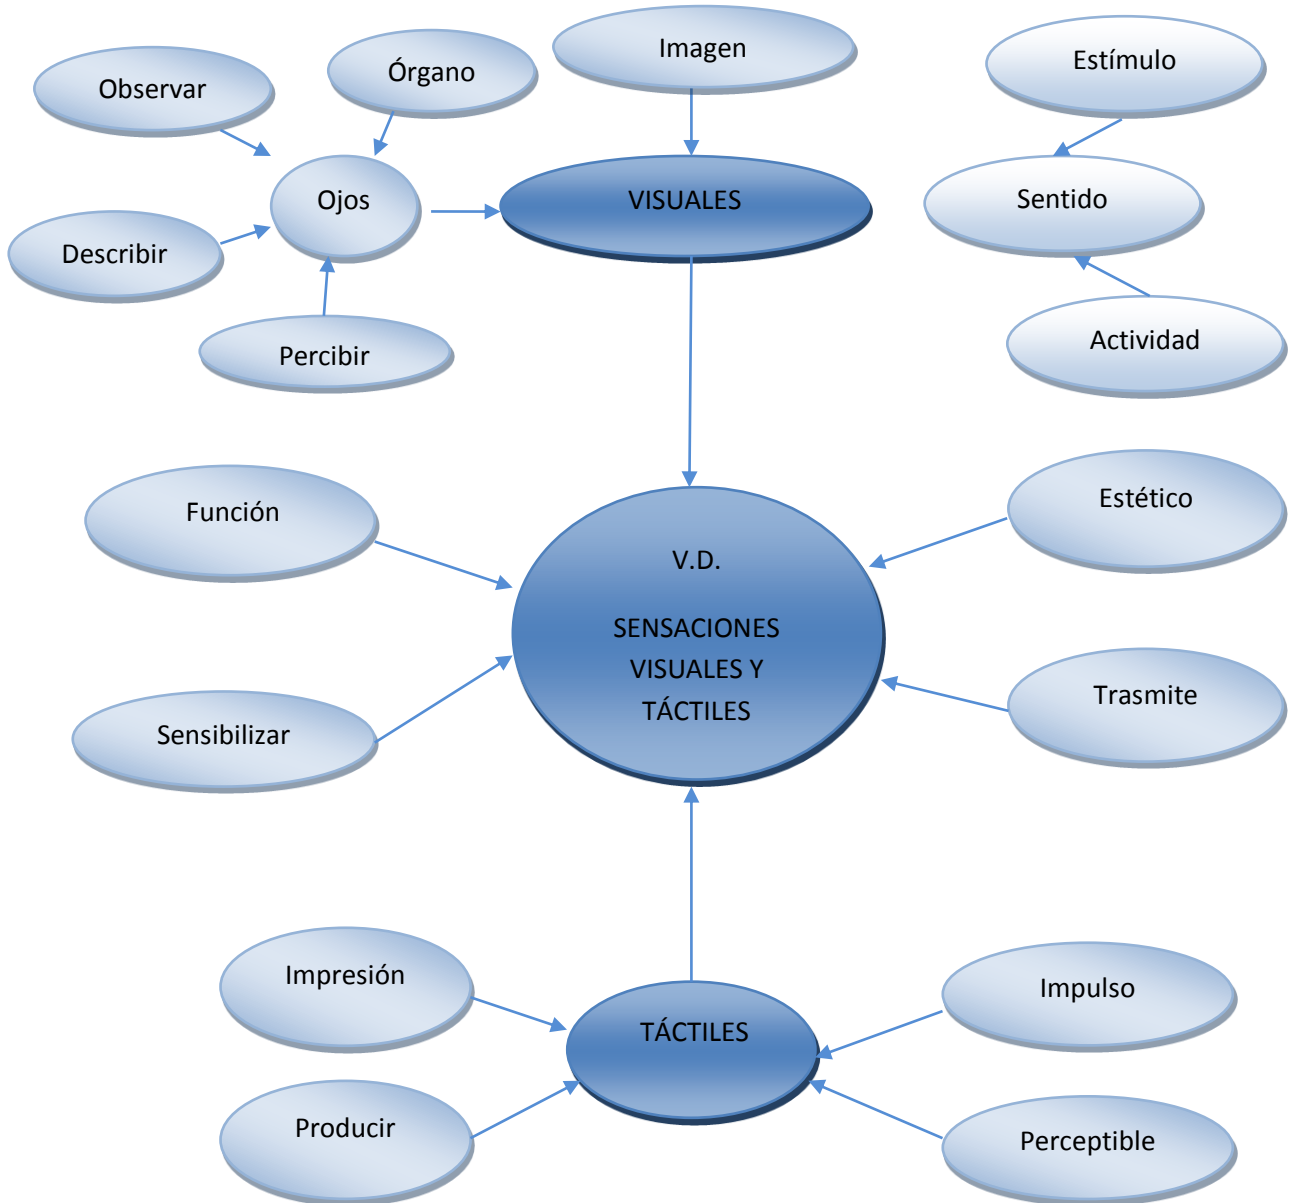 Imagen
Estímulo
Órgano
Observar
Ojos
VISUALES
Sentido
Describir
Actividad
Percibir
Estético
Función
V.D.
SENSACIONES
VISUALES Y
TÁCTILES
Trasmite
Sensibilizar
Impresión
Impulso
TÁCTILES
Producir
Perceptible